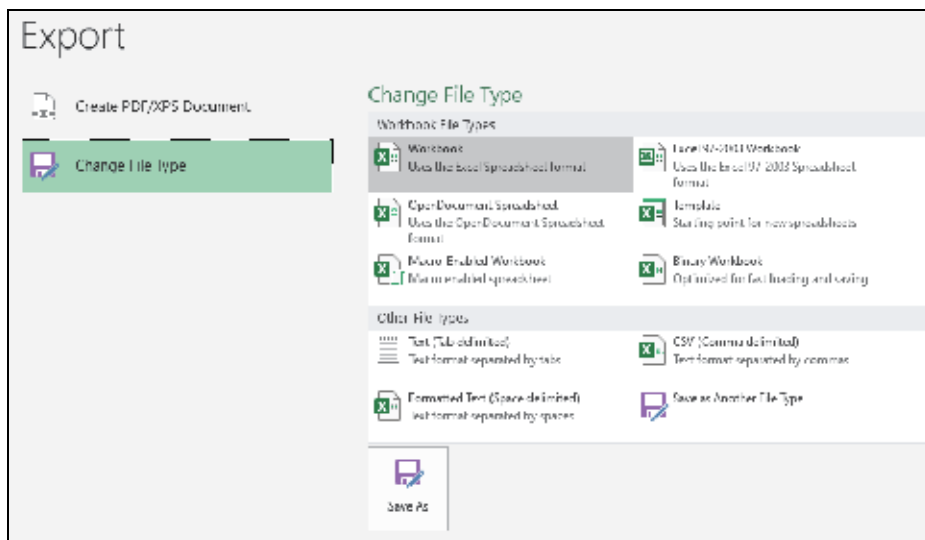 Export
Create PDF/XPS Document
Change File Type
Change File Type
Workbook File Types
Workbook
Uses the Excel Spreadsheet format
Excel 97-2003 Workbook
Uses the Excel 97-2003 Spreadsheet
format
OpenDocument Spreadsheet
Uses the OpenDocument Spreadsheet
format
Template
Starting point for new spreadsheets
Macro-Enabled Workbook
Macro enabled spreadsheet
Binary Workbook
Optimized for fast loading and saving
Other File Types
Text (Tab delimited)
Text format separated by tabs
CSV (Comma delimited)
Text format separated by commas
Formatted Text (Space delimited)
Text format separated by spaces
Save as Another File Type
Save As